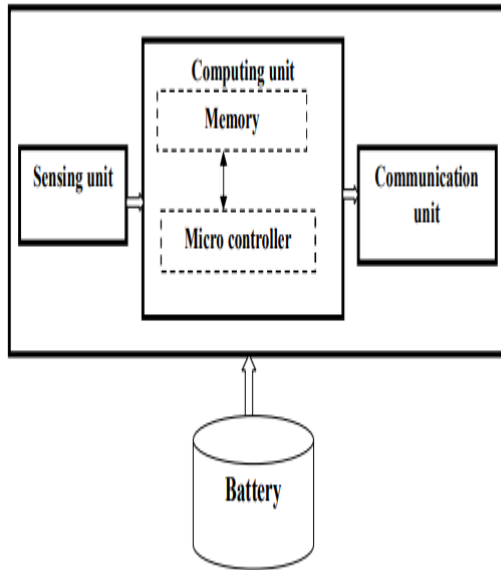 Computing unit
Memory
Sensing unit
Micro controller
Communication
unit
Battery